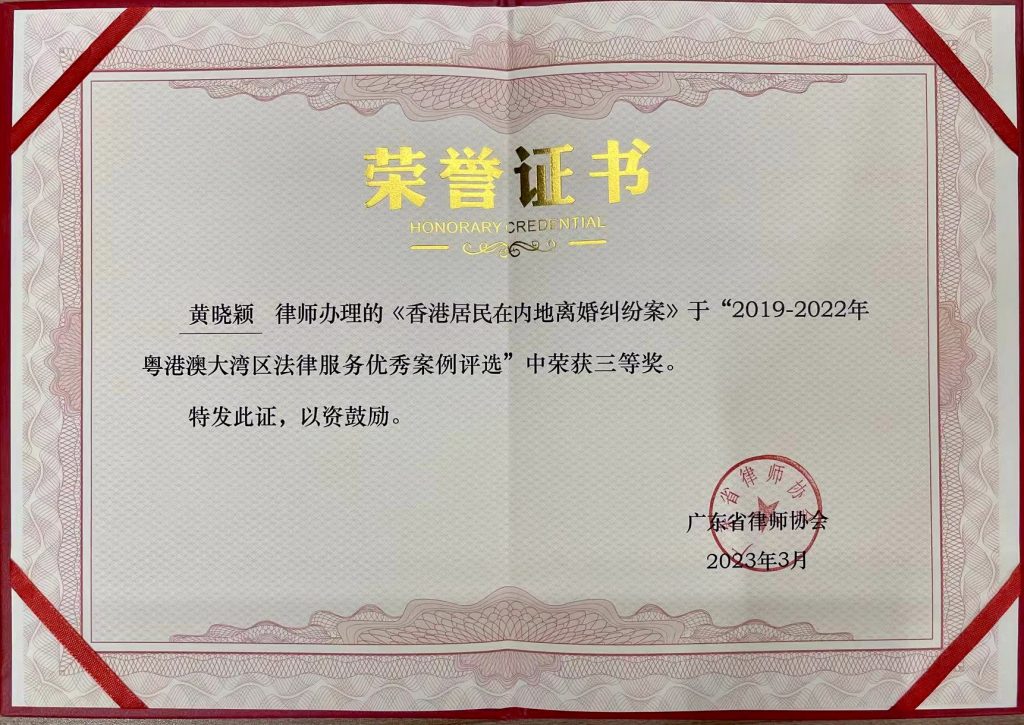 荣誉证书
HONORARY CREDENTIAL
黄晓颖 律师办理的《香港居民在内地离婚纠纷案》于“2019-2022年
粤港澳大湾区法律服务优秀案例评选”中荣获三等奖。
特发此证，以资鼓励。
省律师协会
广东省律师协会
2023年3月